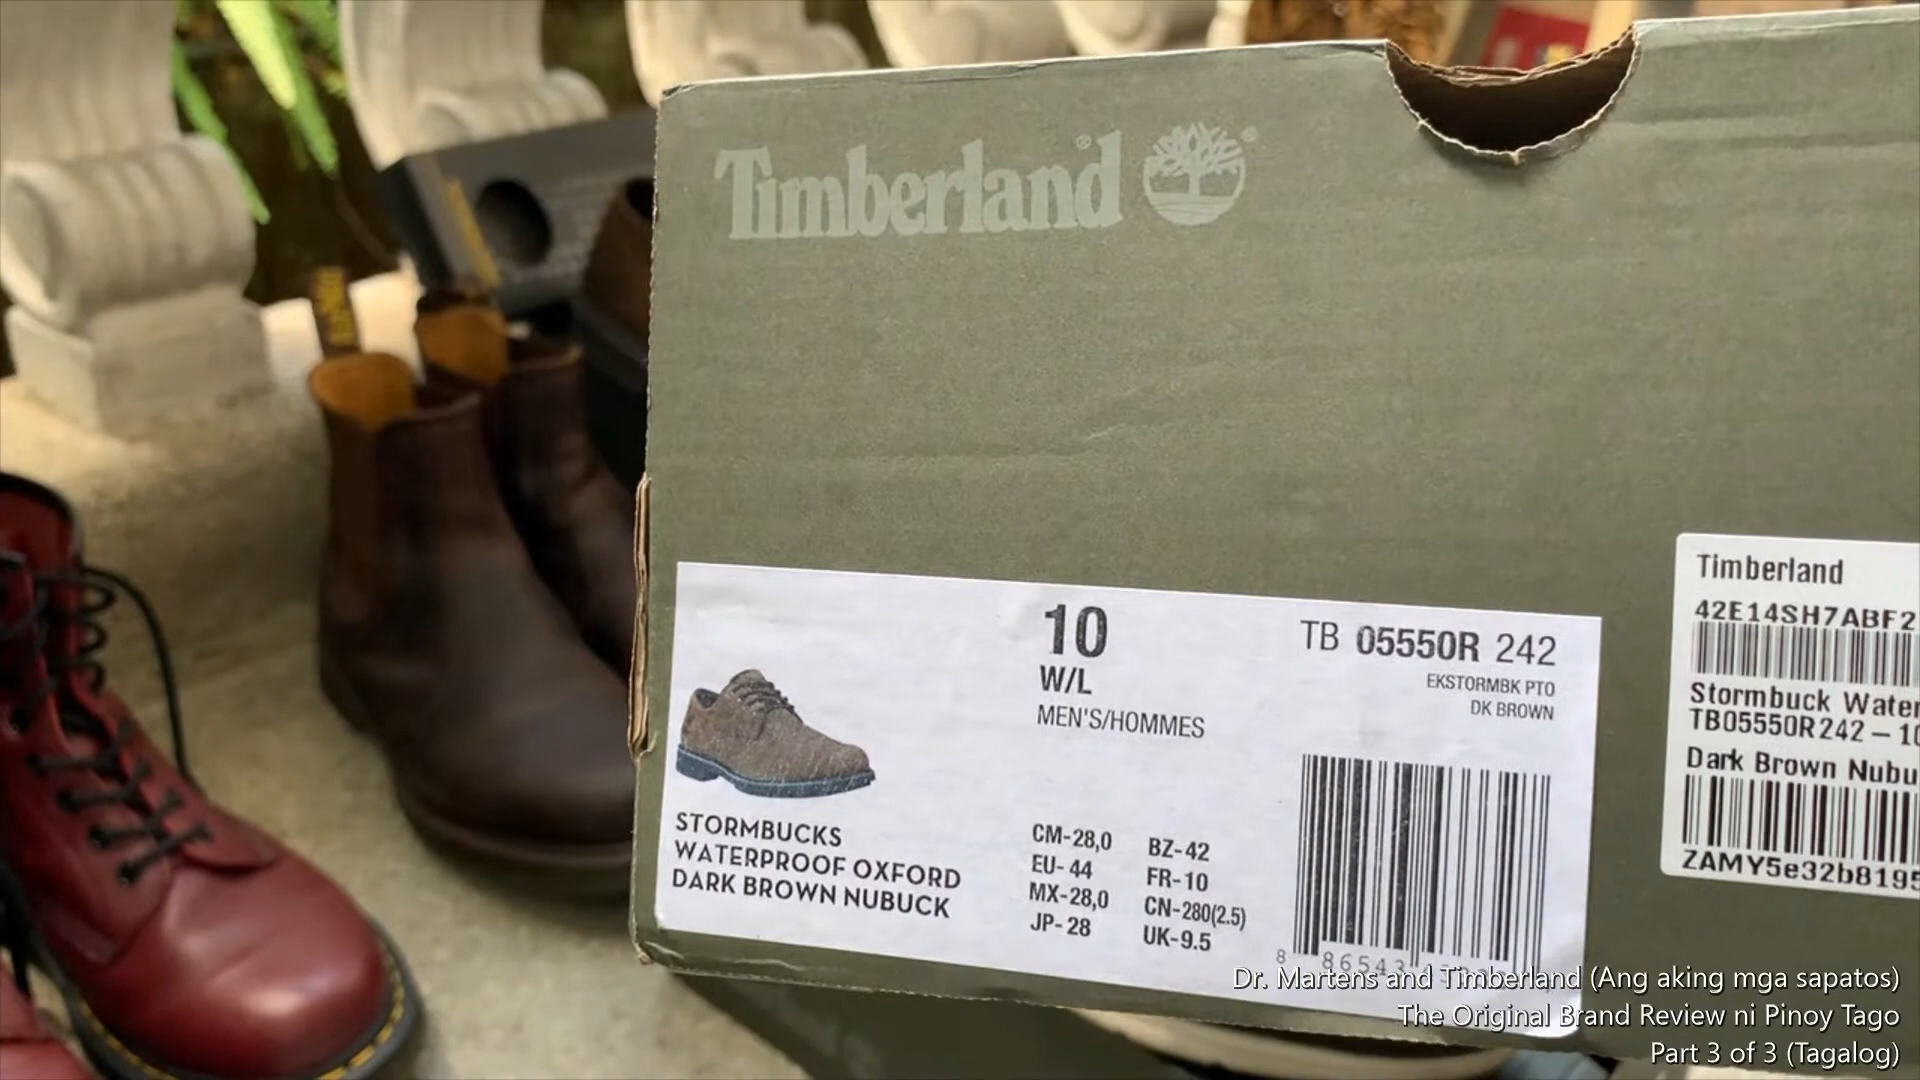 Timberland
10
W/L
MEN'S/HOMMES
TB 05550R 242
EKSTORMBK PTO
DK BROWN
STORMBUCKS
WATERPROOF OXFORD
DARK BROWN NUBUCK
CM-28,0 BZ-42
EU-44 FR-10
MX-28,0 CN-280(2.5)
JP-28 UK-9.5
8 86543
Timberland
42E14SH7ABF2
Stormbuck Water
TB05550R242 – 10
Dark Brown Nubu
ZAMY5e32b8195
Dr. Martens and Timberland (Ang aking mga sapatos)
The Original Brand Review ni Pinoy Tago
Part 3 of 3 (Tagalog)